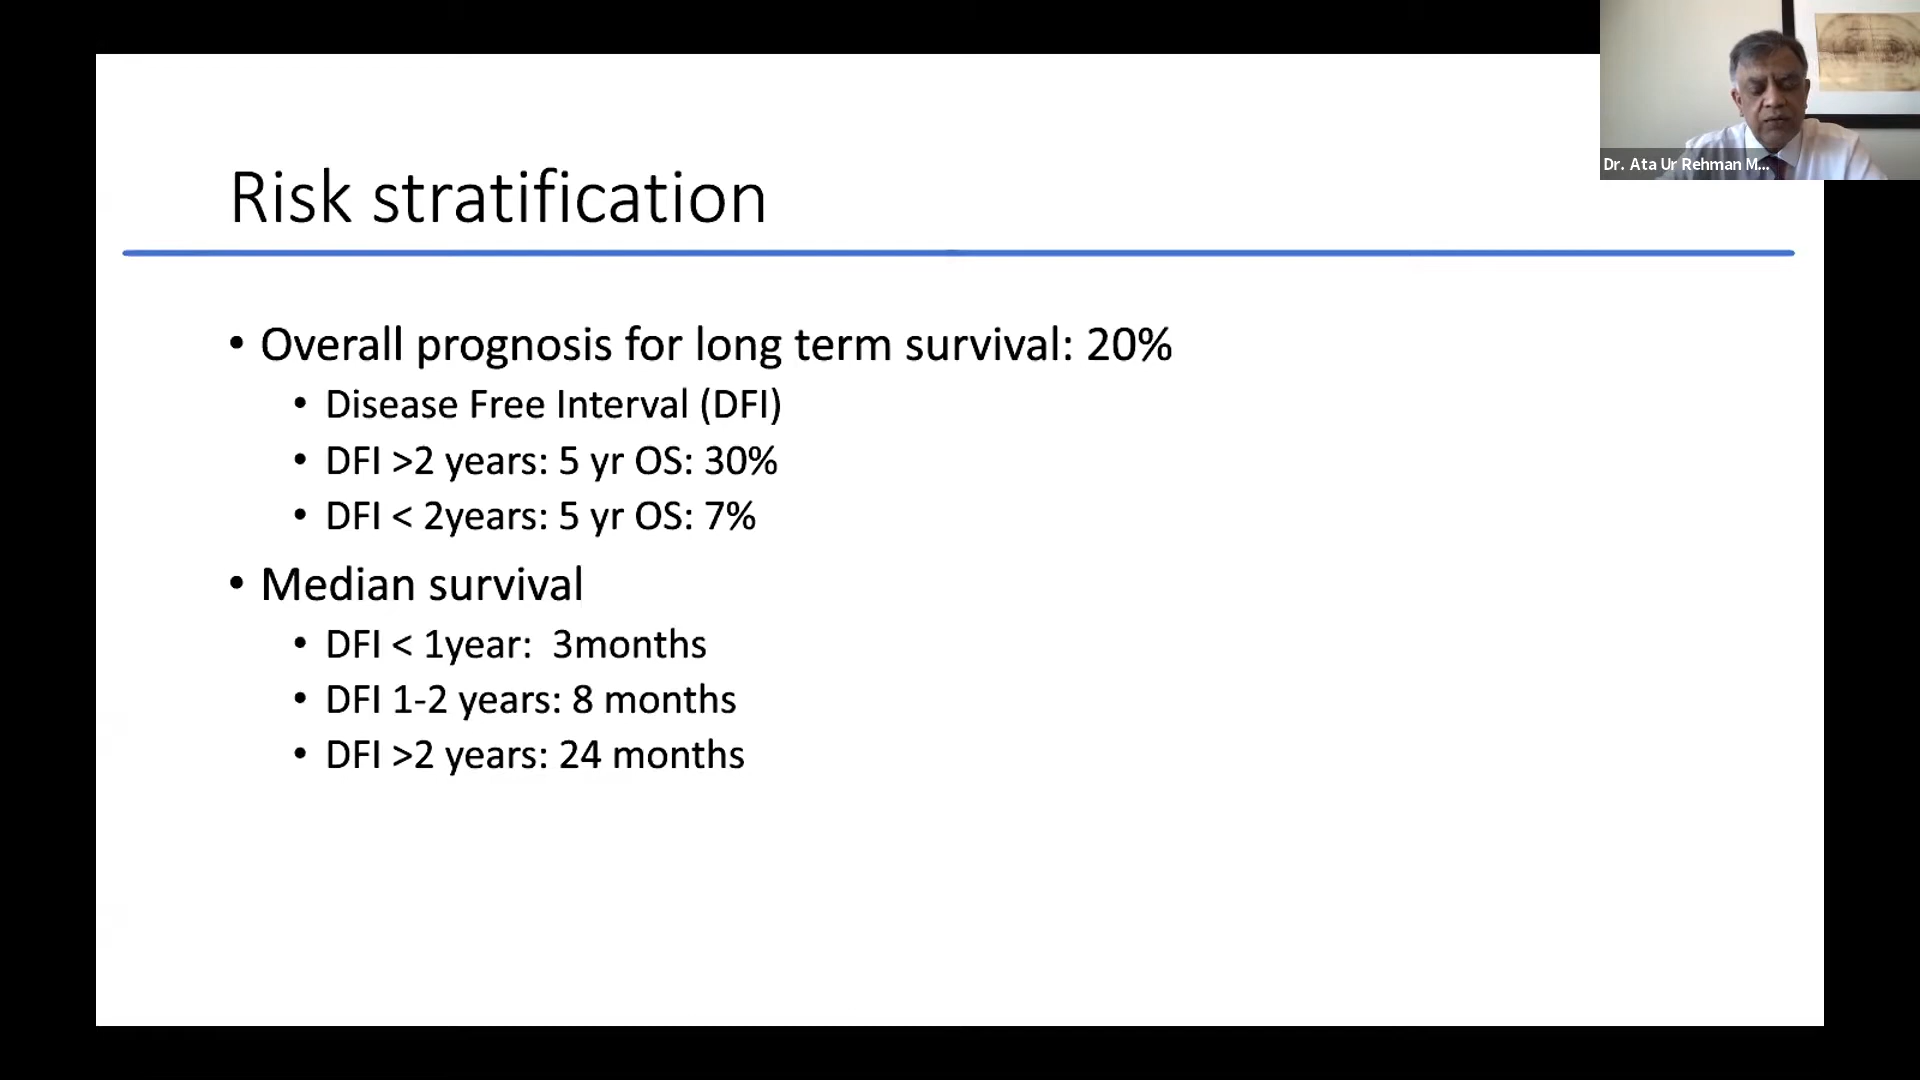 Dr. Ata Ur Rehman M...
Risk stratification
• Overall prognosis for long term survival: 20%
• Disease Free Interval (DFI)
• DFI >2 years: 5 yr OS: 30%
• DFI < 2years: 5 yr OS: 7%
• Median survival
• DFI < 1year:  3months
• DFI 1-2 years: 8 months
• DFI >2 years: 24 months